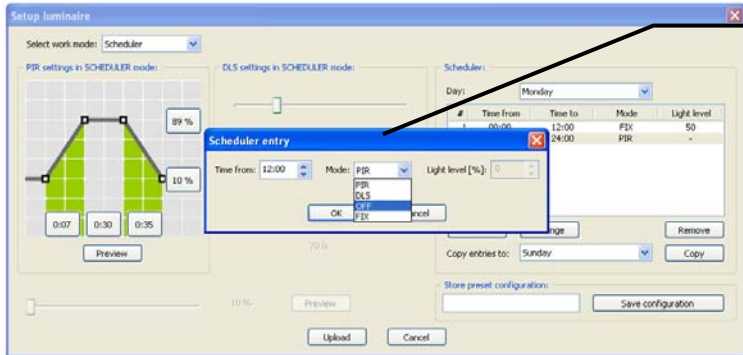 Setup luminaire
Select work mode: Scheduler
PIR settings in SCHEDULER mode:
89 %
10 %
0:07 0:30 0:35
Preview
DLS settings in SCHEDULER mode:
70 lx
10 % Preview
Scheduler:
Day: Monday
# Time from Time to Mode Light level
1 00:00 12:00 FIX 50
24:00 PIR -
Remove
Copy entries to: Sunday Copy
Store preset configuration:
Save configuration
Upload Cancel
Scheduler entry
Time from: 12:00 Mode: PIR Light level [%]: 0
PIR
DLS
OFF
FIX
OK